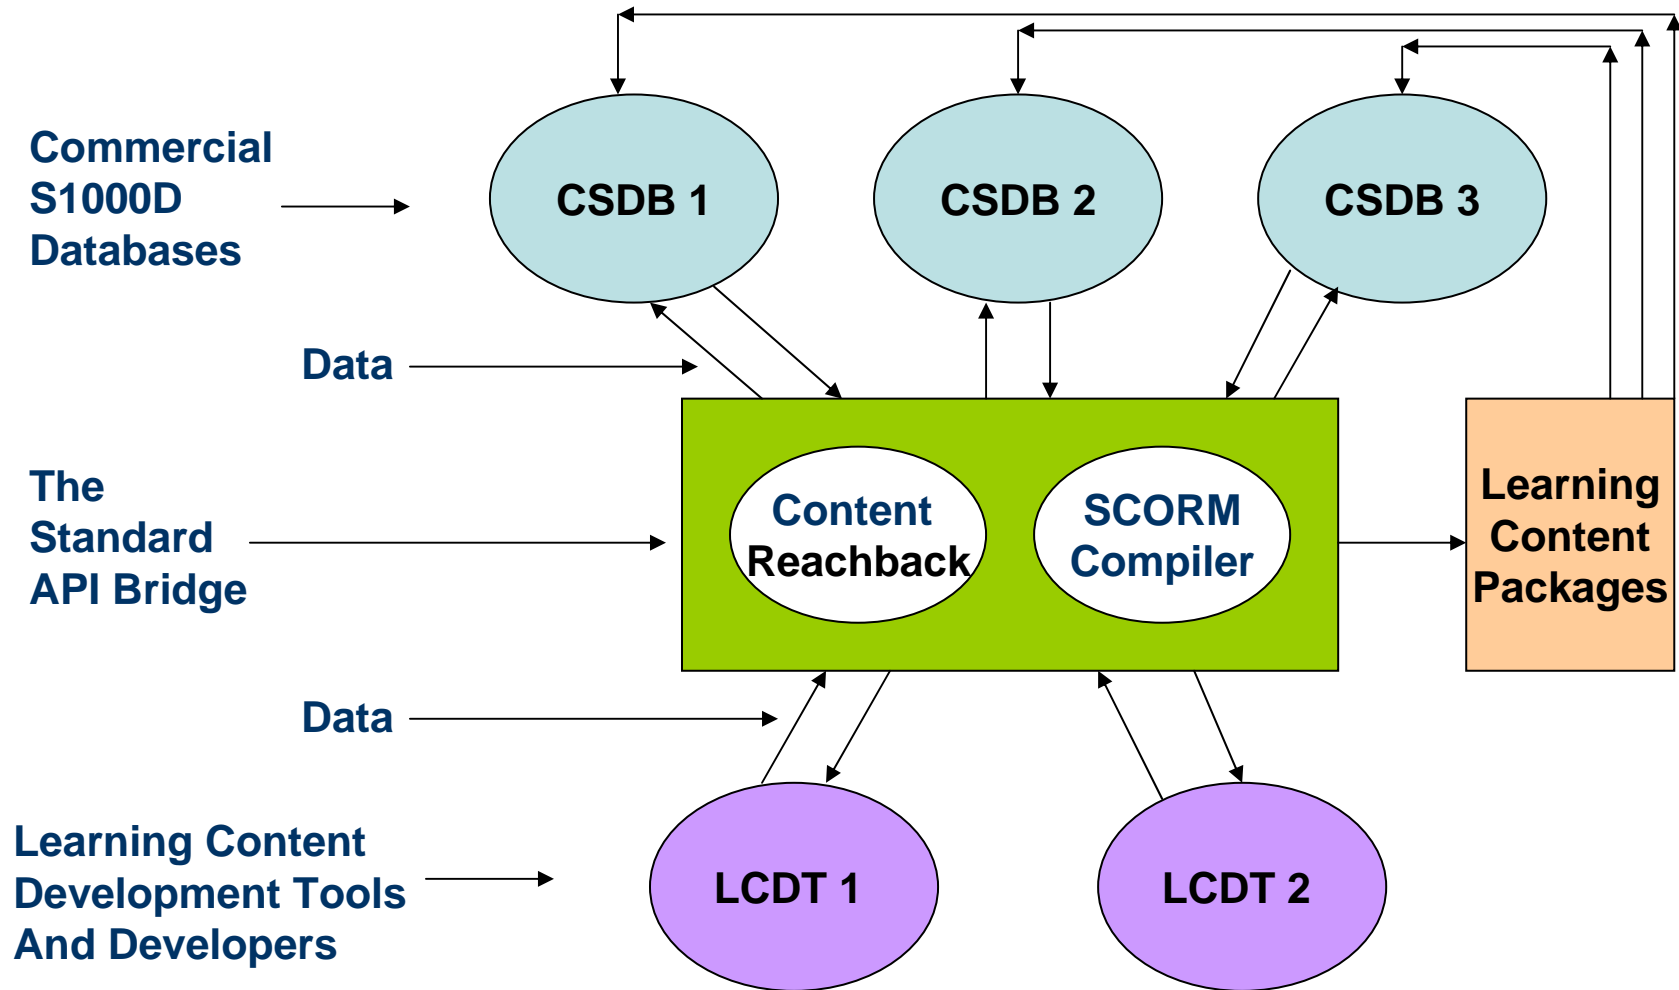 Commercial
S1000D
Databases
CSDB 1
CSDB 2
CSDB 3
Data
The
Standard
API Bridge
Content
Reachback
SCORM
Compiler
Learning
Content
Packages
Data
Learning Content
Development Tools
And Developers
LCDT 1
LCDT 2